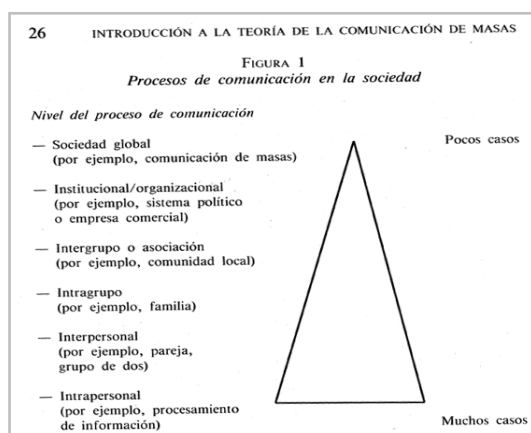 26 INTRODUCCIÓN A LA TEORÍA DE LA COMUNICACIÓN DE MASAS
FIGURA 1
Procesos de comunicación en la sociedad
Nivel del proceso de comunicación
— Sociedad global
(por ejemplo, comunicación de masas)
Pocos casos
— Institucional/organizacional
(por ejemplo, sistema político
o empresa comercial)
— Intergrupo o asociación
(por ejemplo, comunidad local)
— Intragrupo
(por ejemplo, familia)
— Interpersonal
(por ejemplo, pareja,
grupo de dos)
— Intrapersonal
(por ejemplo, procesamiento
de información)
Muchos casos